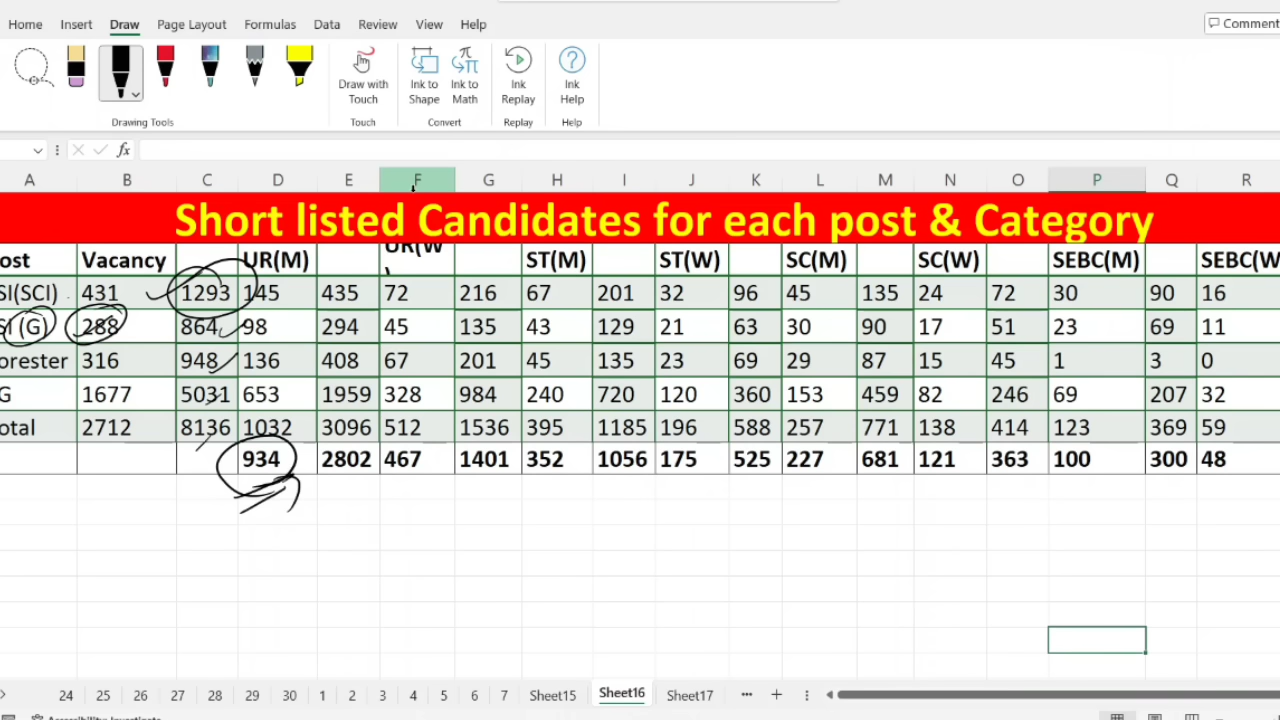 Home Insert Draw Page Layout Formulas Data Review View Help Comment
Draw with Touch Ink to Shape Ink to Math Ink Replay Ink Help
Drawing Tools Touch Convert Replay Help
fx
A B C D E F G H I J K L M N O P Q R
Short listed Candidates for each post & Category
ost Vacancy UR(M) UR(W ST(M) ST(W) SC(M) SC(W) SEBC(M) SEBC(W
SI(SCI) 431 1293 145 435 72 216 67 201 32 96 45 135 24 72 30 90 16
SI (G) 288 864 98 294 45 135 43 129 21 63 30 90 17 51 23 69 11
orester 316 948 136 408 67 201 45 135 23 69 29 87 15 45 1 3 0
G 1677 5031 653 1959 328 984 240 720 120 360 153 459 82 246 69 207 32
otal 2712 8136 1032 3096 512 1536 395 1185 196 588 257 771 138 414 123 369 59
934 2802 467 1401 352 1056 175 525 227 681 121 363 100 300 48
24 25 26 27 28 29 30 1 2 3 4 5 6 7 Sheet15 Sheet16 Sheet17